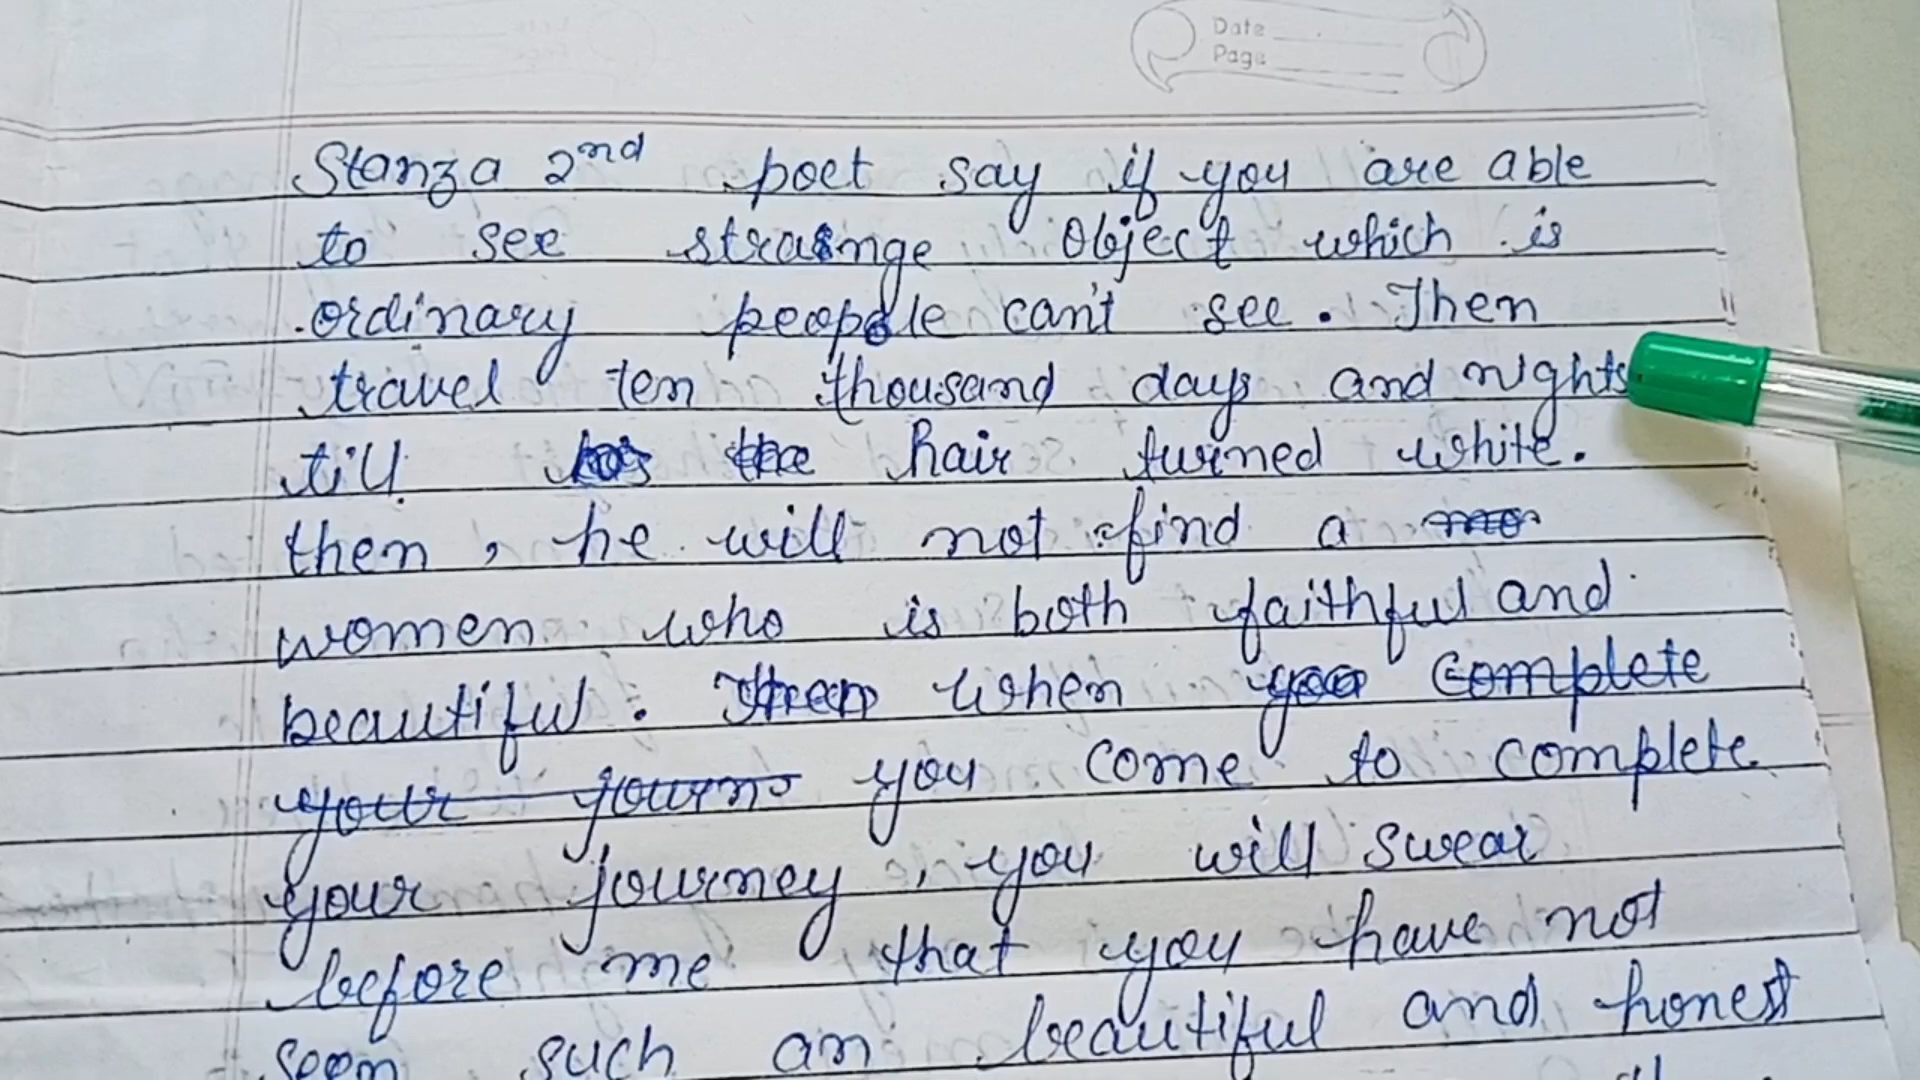 Date
Page
Stanza 2nd poet say if you are able
to see strange Object which is
ordinary people can't see. Then
travel ten thousand days and nights
till the hair turned white.
then, he will not find a
women who is both faithful and
beautiful. Then when you complete
your journ you come to complete
your journey, you will swear
before me that you have not
seen such an beautiful and honest